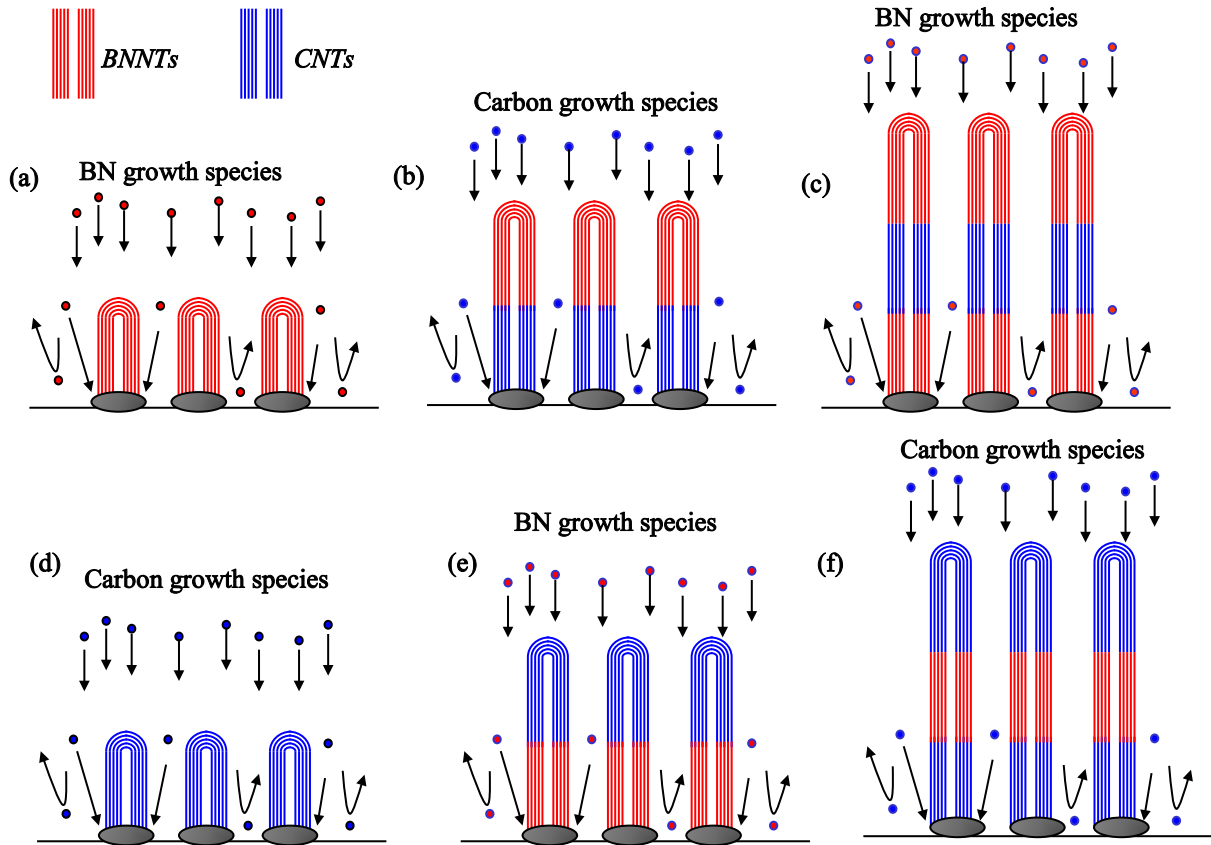 BNNTs
CNTs
(a)
BN growth species
(b)
Carbon growth species
(c)
BN growth species
(d)
Carbon growth species
(e)
BN growth species
(f)
Carbon growth species